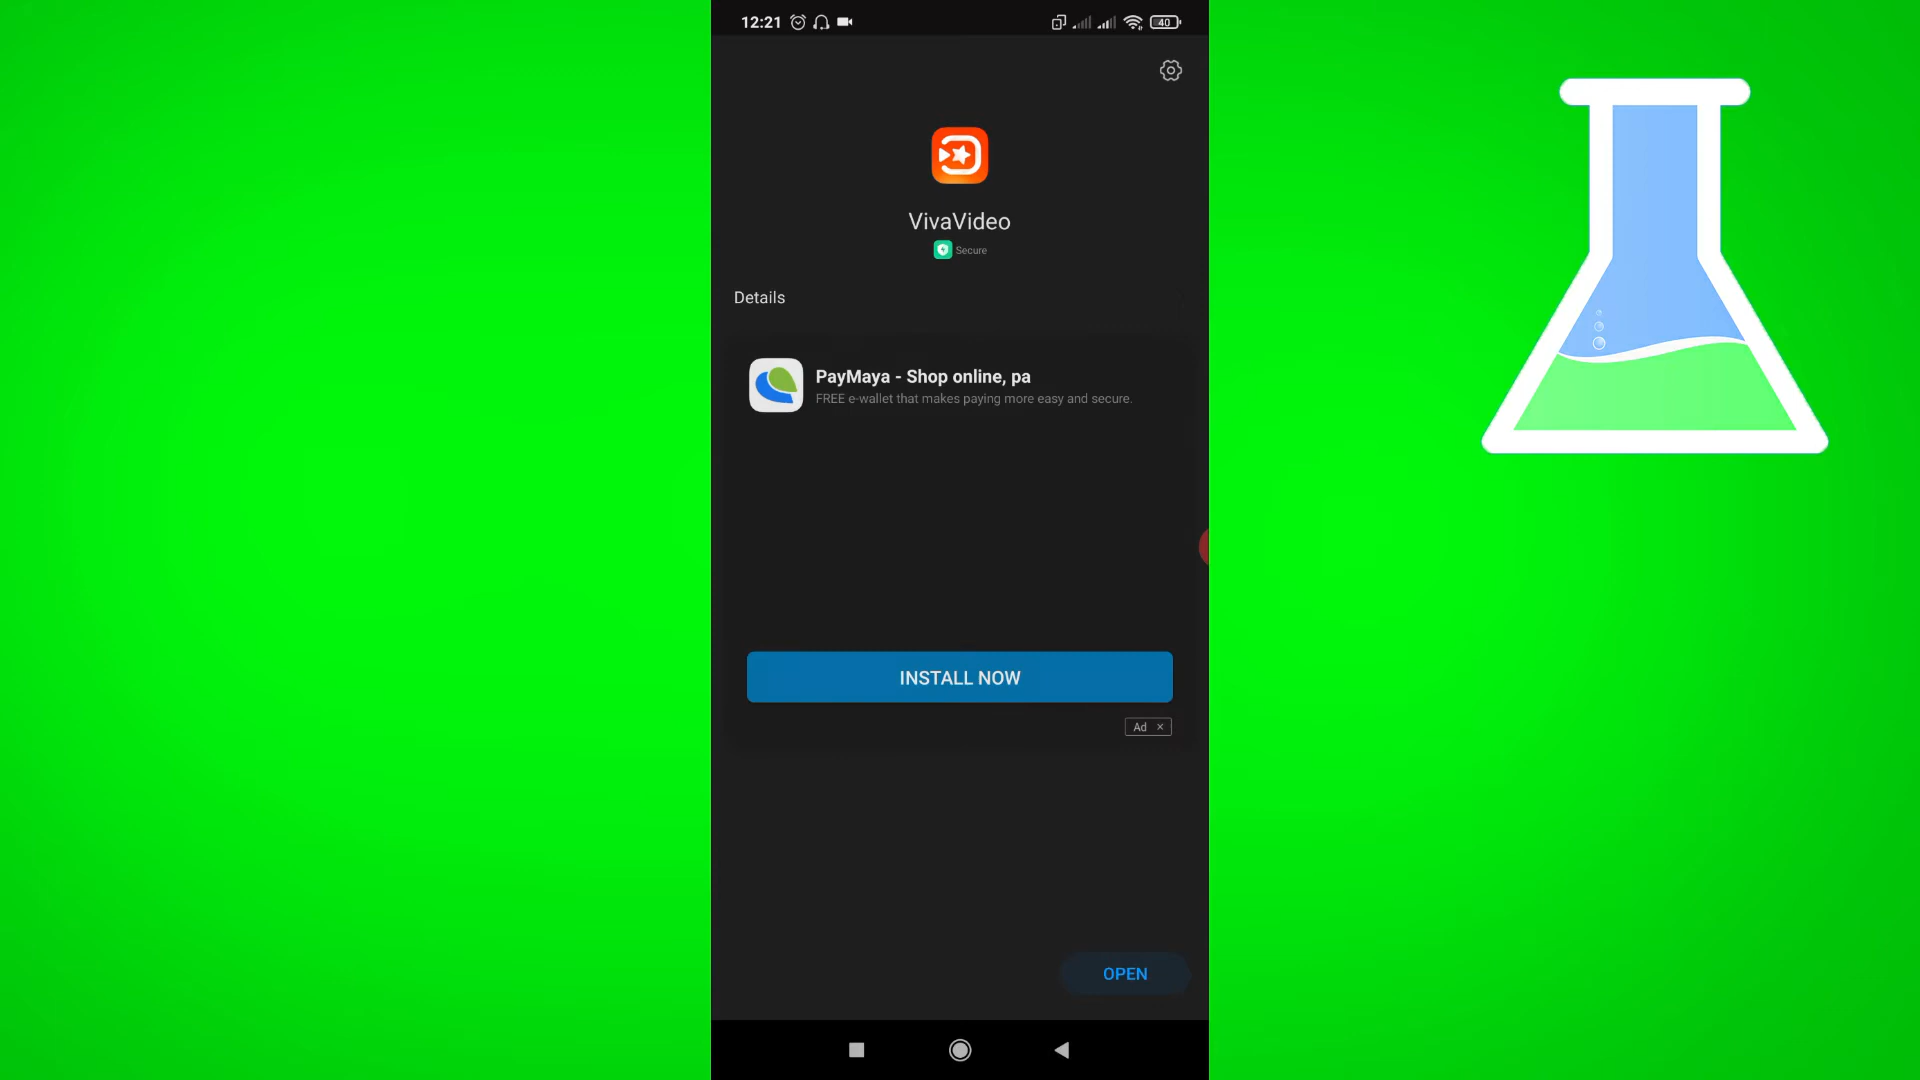 12:21
40
VivaVideo
Secure
Details
PayMaya - Shop online, pa
FREE e-wallet that makes paying more easy and secure.
INSTALL NOW
Ad ×
OPEN